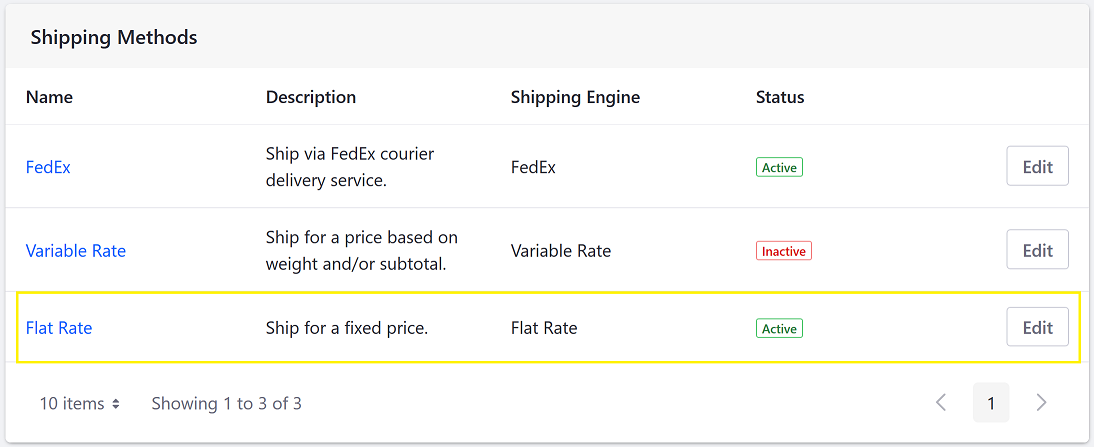 Shipping Methods
Name Description Shipping Engine Status
Ship via FedEx courier
FedEx delivery service. FedEx Active Edit
Ship for a price based on
Variable Rate weight and/or subtotal. Variable Rate Inactive Edit
Flat Rate Ship for a fixed price. Flat Rate Active Edit
10 items Showing 1 to 3 of 3 1